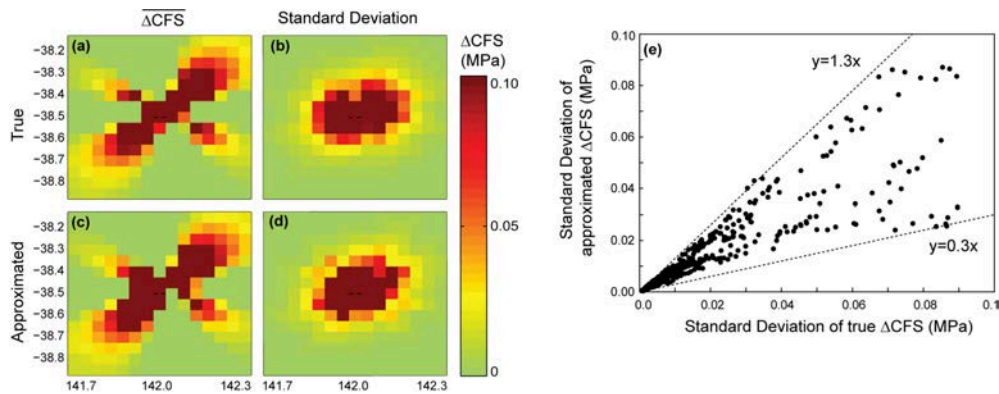 ΔCFS
Standard Deviation
True
(a)
(b)
−38.2
−38.3
−38.4
−38.5
−38.6
−38.7
−38.8
Approximated
(c)
(d)
−38.2
−38.3
−38.4
−38.5
−38.6
−38.7
−38.8
141.7 142.0 142.3
141.7 142.0 142.3
ΔCFS
(MPa)
0.10
0.05
0
(e)
y=1.3x
y=0.3x
Standard Deviation of
approximated ΔCFS (MPa)
0.10
0.08
0.06
0.04
0.02
0.00
0.0 0.02 0.04 0.06 0.08 0.1
Standard Deviation of true ΔCFS (MPa)